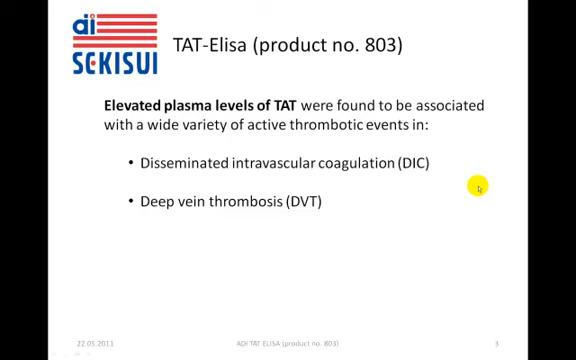 di
SEKISUI
TAT-Elisa (product no. 803)
Elevated plasma levels of TAT were found to be associated
with a wide variety of active thrombotic events in:
• Disseminated intravascular coagulation (DIC)
• Deep vein thrombosis (DVT)
22.05.2011
ADI TAT ELISA (product no. 803)
3